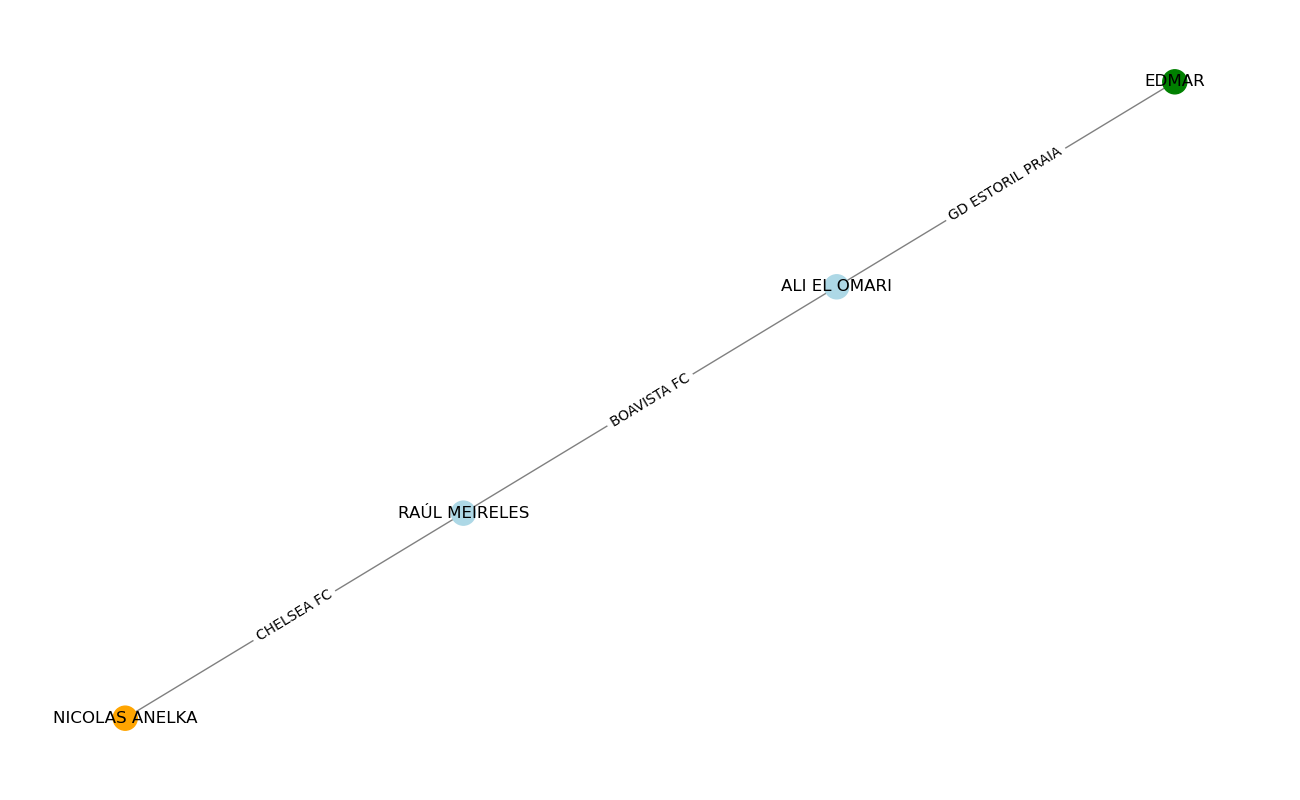 EDMAR
GD ESTORIL PRAIA
ALI EL OMARI
BOAVISTA FC
RAÚL MEIRELES
CHELSEA FC
NICOLAS ANELKA